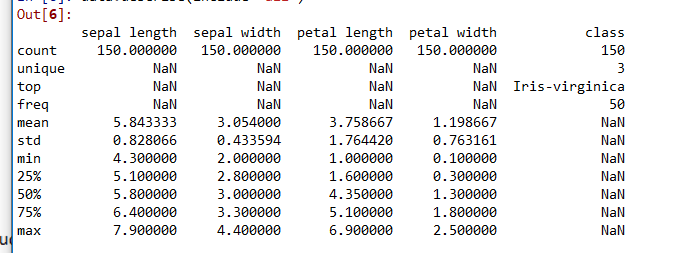 Out[6]:
sepal length sepal width petal length petal width class
count 150.000000 150.000000 150.000000 150.000000 150
unique NaN NaN NaN NaN 3
top NaN NaN NaN NaN Iris-virginica
freq NaN NaN NaN NaN 50
mean 5.843333 3.054000 3.758667 1.198667 NaN
std 0.828066 0.433594 1.764420 0.763161 NaN
min 4.300000 2.000000 1.000000 0.100000 NaN
25% 5.100000 2.800000 1.600000 0.300000 NaN
50% 5.800000 3.000000 4.350000 1.300000 NaN
75% 6.400000 3.300000 5.100000 1.800000 NaN
max 7.900000 4.400000 6.900000 2.500000 NaN